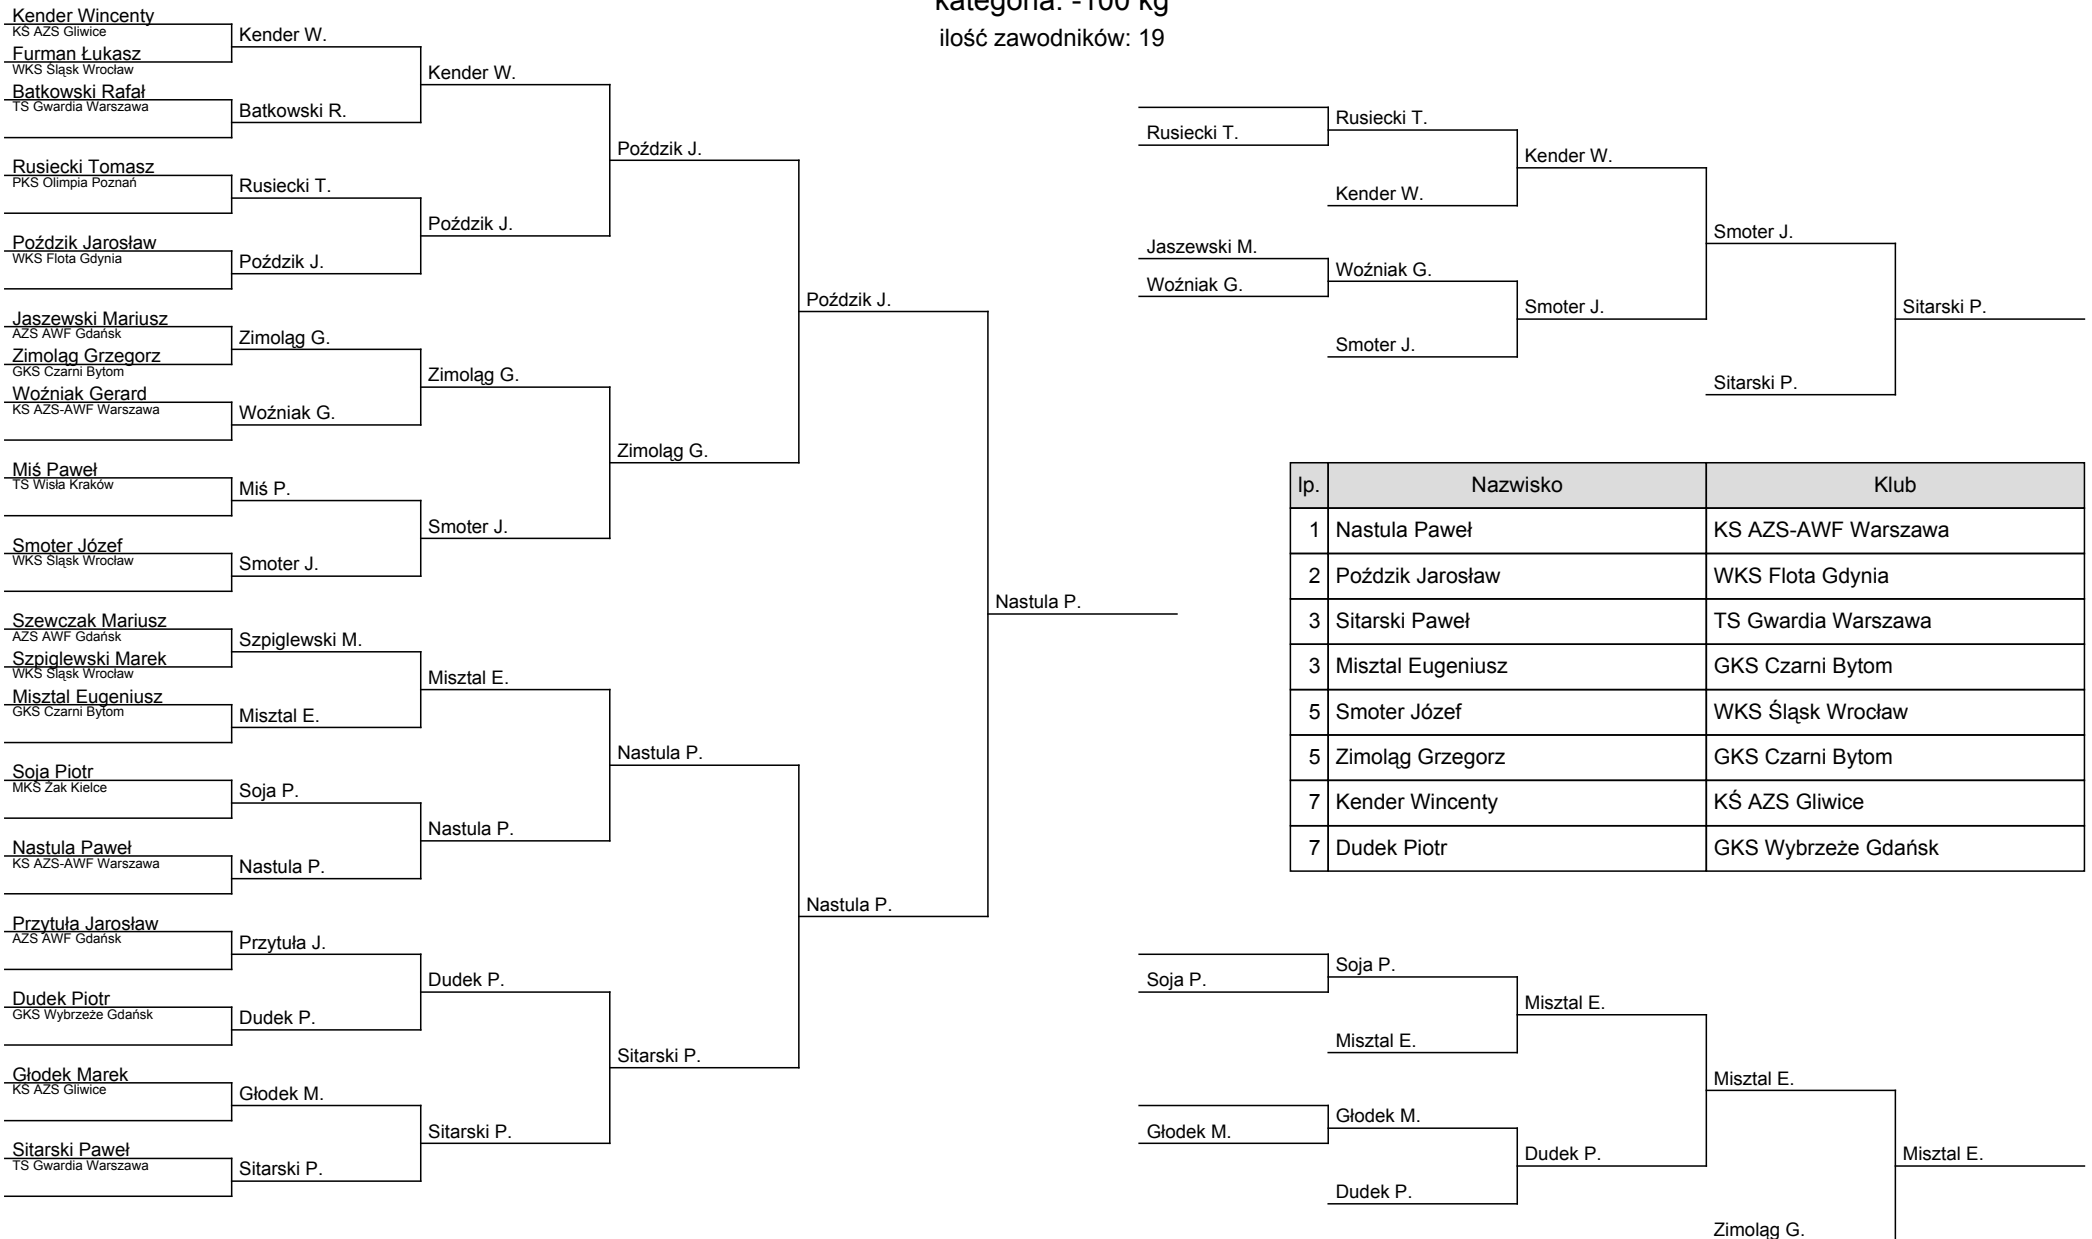 kategoria: -100 kg
ilość zawodników: 19
Kender Wincenty
KŚ AZS Gliwice
Furman Łukasz
WKS Śląsk Wrocław
Batkowski Rafał
TS Gwardia Warszawa
Rusiecki Tomasz
PKS Olimpia Poznań
Poździk Jarosław
WKS Flota Gdynia
Jaszewski Mariusz
AZS AWF Gdańsk
Zimoląg Grzegorz
GKS Czarni Bytom
Woźniak Gerard
KS AZS-AWF Warszawa
Miś Paweł
TS Wisła Kraków
Smoter Józef
WKS Śląsk Wrocław
Szewczak Mariusz
AZS AWF Gdańsk
Szpiglewski Marek
WKS Śląsk Wrocław
Misztal Eugeniusz
GKS Czarni Bytom
Soja Piotr
MKS Żak Kielce
Nastula Paweł
KS AZS-AWF Warszawa
Przytuła Jarosław
AZS AWF Gdańsk
Dudek Piotr
GKS Wybrzeże Gdańsk
Głodek Marek
KŚ AZS Gliwice
Sitarski Paweł
TS Gwardia Warszawa
Kender W.
Batkowski R.
Rusiecki T.
Poździk J.
Zimoląg G.
Woźniak G.
Miś P.
Smoter J.
Szpiglewski M.
Misztal E.
Soja P.
Nastula P.
Przytuła J.
Dudek P.
Głodek M.
Sitarski P.
Kender W.
Poździk J.
Zimoląg G.
Smoter J.
Misztal E.
Nastula P.
Dudek P.
Sitarski P.
Poździk J.
Zimoląg G.
Nastula P.
Sitarski P.
Poździk J.
Nastula P.
Nastula P.
Rusiecki T.
Jaszewski M.
Woźniak G.
Rusiecki T.
Kender W.
Woźniak G.
Smoter J.
Kender W.
Smoter J.
Smoter J.
Sitarski P.
Sitarski P.
lp. Nazwisko Klub
1 Nastula Paweł KS AZS-AWF Warszawa
2 Poździk Jarosław WKS Flota Gdynia
3 Sitarski Paweł TS Gwardia Warszawa
3 Misztal Eugeniusz GKS Czarni Bytom
5 Smoter Józef WKS Śląsk Wrocław
5 Zimoląg Grzegorz GKS Czarni Bytom
7 Kender Wincenty KŚ AZS Gliwice
7 Dudek Piotr GKS Wybrzeże Gdańsk
Soja P.
Głodek M.
Soja P.
Misztal E.
Głodek M.
Dudek P.
Misztal E.
Dudek P.
Misztal E.
Zimoląg G.
Misztal E.